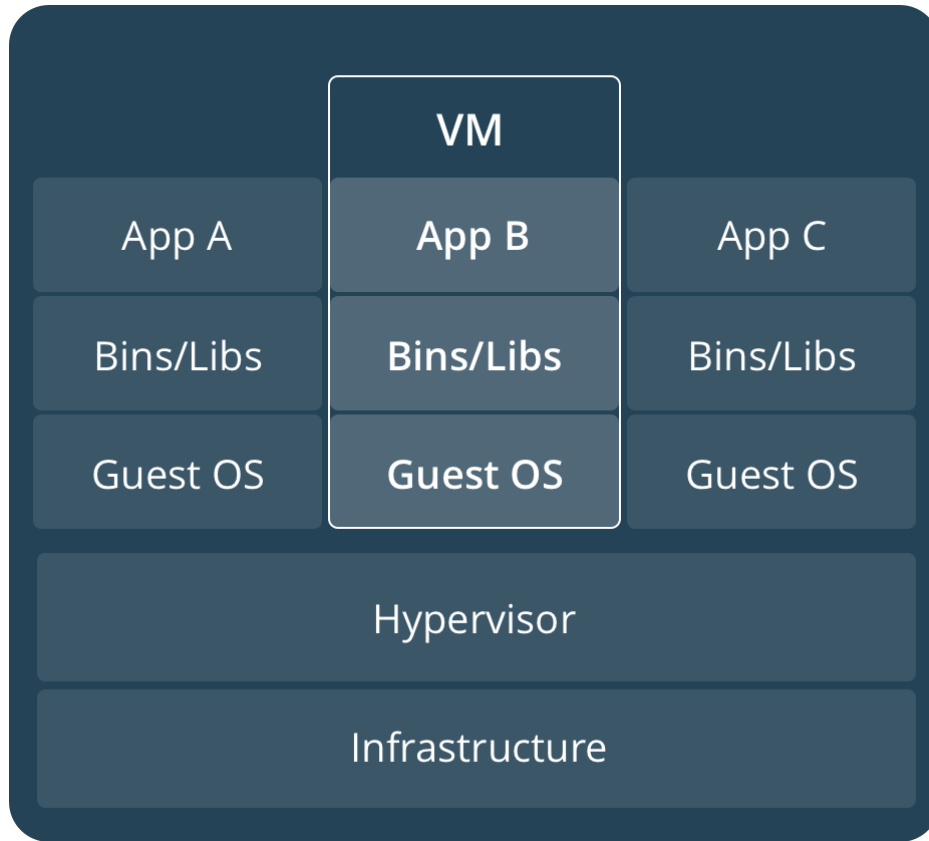 VM
App A
App B
App C
Bins/Libs
Bins/Libs
Bins/Libs
Guest OS
Guest OS
Guest OS
Hypervisor
Infrastructure